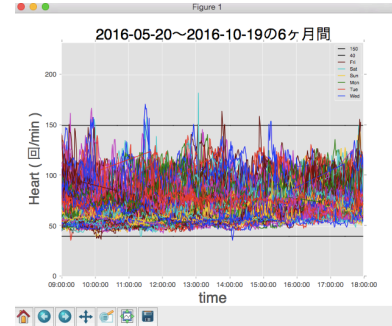 Figure 1
2016-05-20〜2016-10-19の6ヶ月間
150
40
Fri
Sat
Sun
Mon
Tue
Wed
Heart ( 回/min )
200
150
100
50
0
09:00:00 10:00:00 11:00:00 12:00:00 13:00:00 14:00:00 15:00:00 16:00:00 17:00:00 18:00:00
time